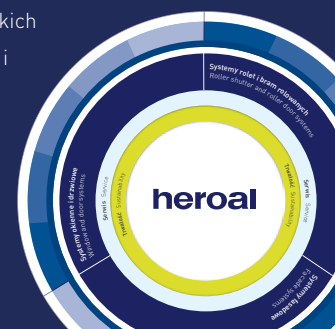 kich
i
Systemy rolet i bram rolowanych
Roller shutter and roller door systems
Systemy okienne i drzwiowe
Window and door systems
Serwis Service
Trwałość Sustainability
heroal
Trwałość Sustainability
Serwis Service
Systemy fasadowe
Facade systems